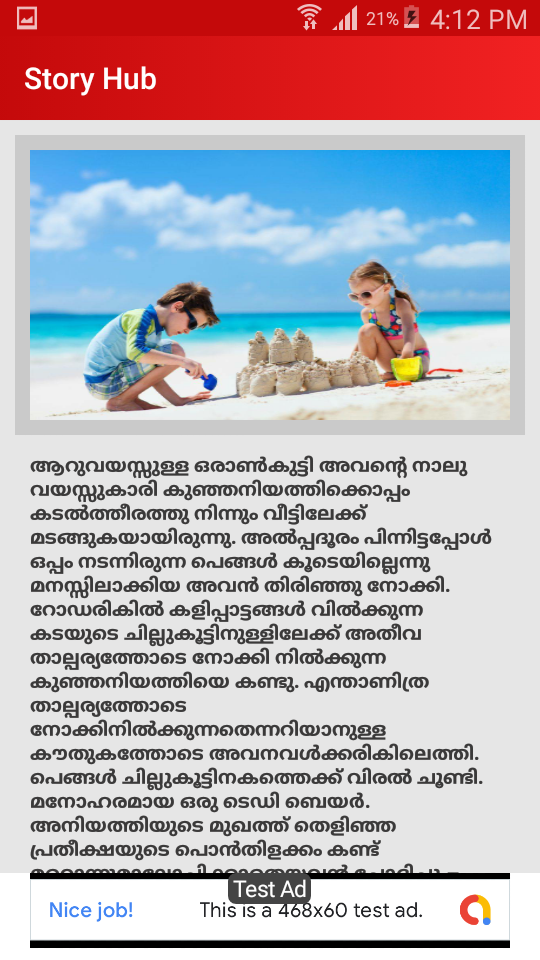 21% 4:12 PM
Story Hub
ആറുവയസ്സുള്ള ഒരാൺകുട്ടി അവന്റെ നാലു
വയസ്സുകാരി കുഞ്ഞനിയത്തിക്കൊപ്പം
കടൽത്തീരത്തു നിന്നും വീട്ടിലേക്ക്
മടങ്ങുകയായിരുന്നു. അൽപ്പദൂരം പിന്നിട്ടപ്പോൾ
ഒപ്പം നടന്നിരുന്ന പെങ്ങൾ കൂടെയില്ലെന്നു
മനസ്സിലാക്കിയ അവൻ തിരിഞ്ഞു നോക്കി.
റോഡരികിൽ കളിപ്പാട്ടങ്ങൾ വിൽക്കുന്ന
കടയുടെ ചില്ലുകൂട്ടിനുള്ളിലേക്ക് അതീവ
താല്പര്യത്തോടെ നോക്കി നിൽക്കുന്ന
കുഞ്ഞനിയത്തിയെ കണ്ടു. എന്താണിത്ര
താല്പര്യത്തോടെ
നോക്കിനിൽക്കുന്നതെന്നറിയാനുള്ള
കൗതുകത്തോടെ അവനവൾക്കരികിലെത്തി.
പെങ്ങൾ ചില്ലുകൂട്ടിനകത്തെക്ക് വിരൽ ചൂണ്ടി.
മനോഹരമായ ഒരു ടെഡി ബെയർ.
അനിയത്തിയുടെ മുഖത്ത് തെളിഞ്ഞ
പ്രതീക്ഷയുടെ പൊൻതിളക്കം കണ്ട്
Test Ad
Nice job! This is a 468x60 test ad.